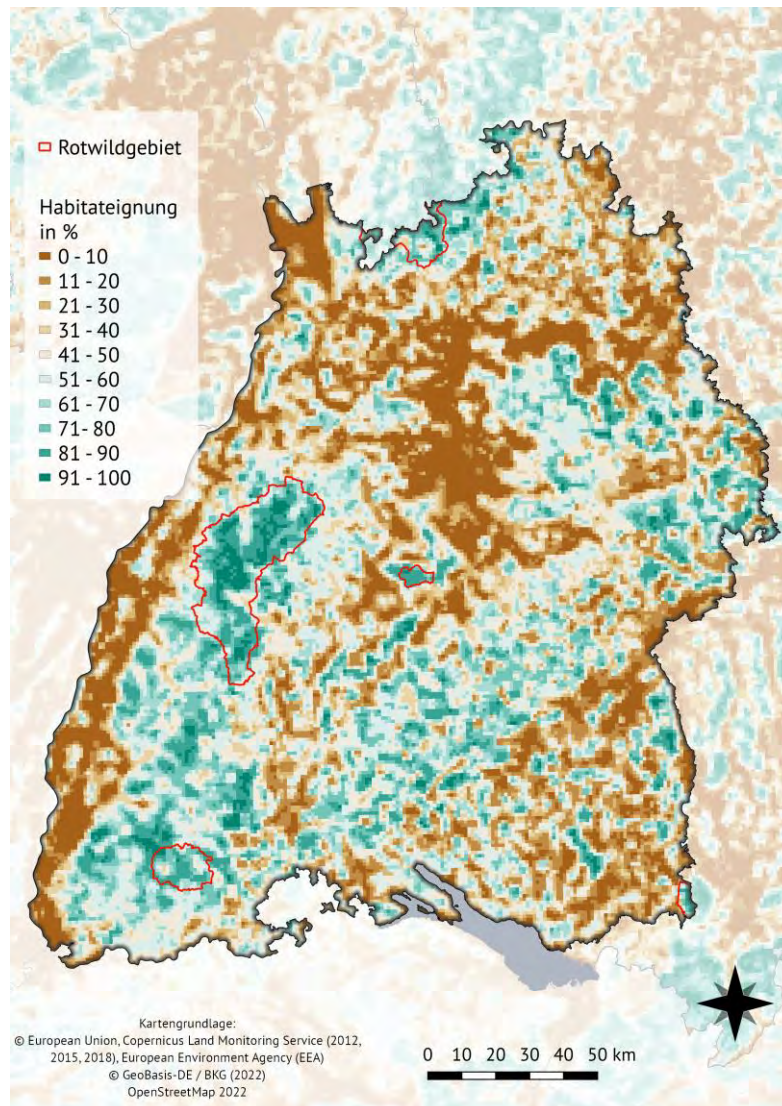 Rotwildgebiet
Habitateignung
in %
0 - 10
11 - 20
21 - 30
31 - 40
41 - 50
51 - 60
61 - 70
71 - 80
81 - 90
91 - 100
Kartengrundlage:
© European Union, Copernicus Land Monitoring Service (2012,
2015, 2018), European Environment Agency (EEA)
© GeoBasis-DE / BKG (2022)
OpenStreetMap 2022
0 10 20 30 40 50 km